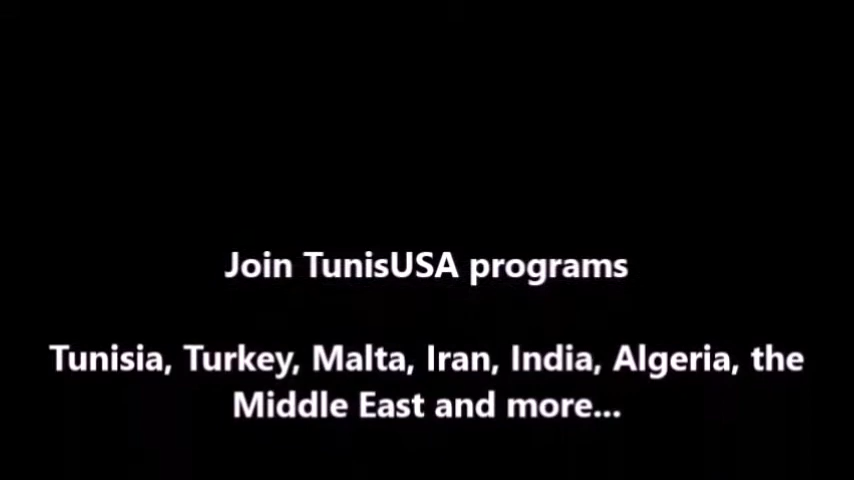 Join TunisUSA programs
Tunisia, Turkey, Malta, Iran, India, Algeria, the
Middle East and more...